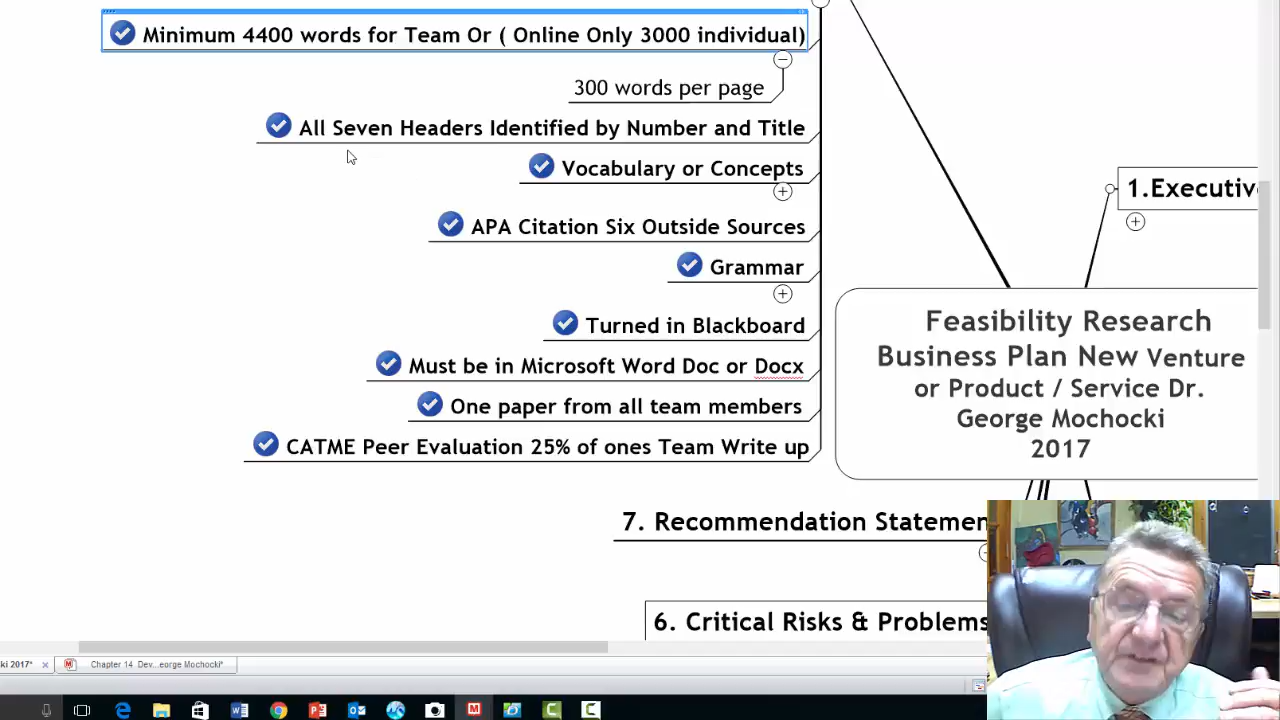 Minimum 4400 words for Team Or ( Online Only 3000 individual)
300 words per page
All Seven Headers Identified by Number and Title
Vocabulary or Concepts
APA Citation Six Outside Sources
Grammar
Turned in Blackboard
Must be in Microsoft Word Doc or Docx
One paper from all team members
CATME Peer Evaluation 25% of ones Team Write up
1.Executive
Feasibility Research
Business Plan New Venture
or Product / Service Dr.
George Mochocki
2017
7. Recommendation Statemen
6. Critical Risks & Problems
ki 2017*
Chapter 14 Dev...eorge Mochocki*